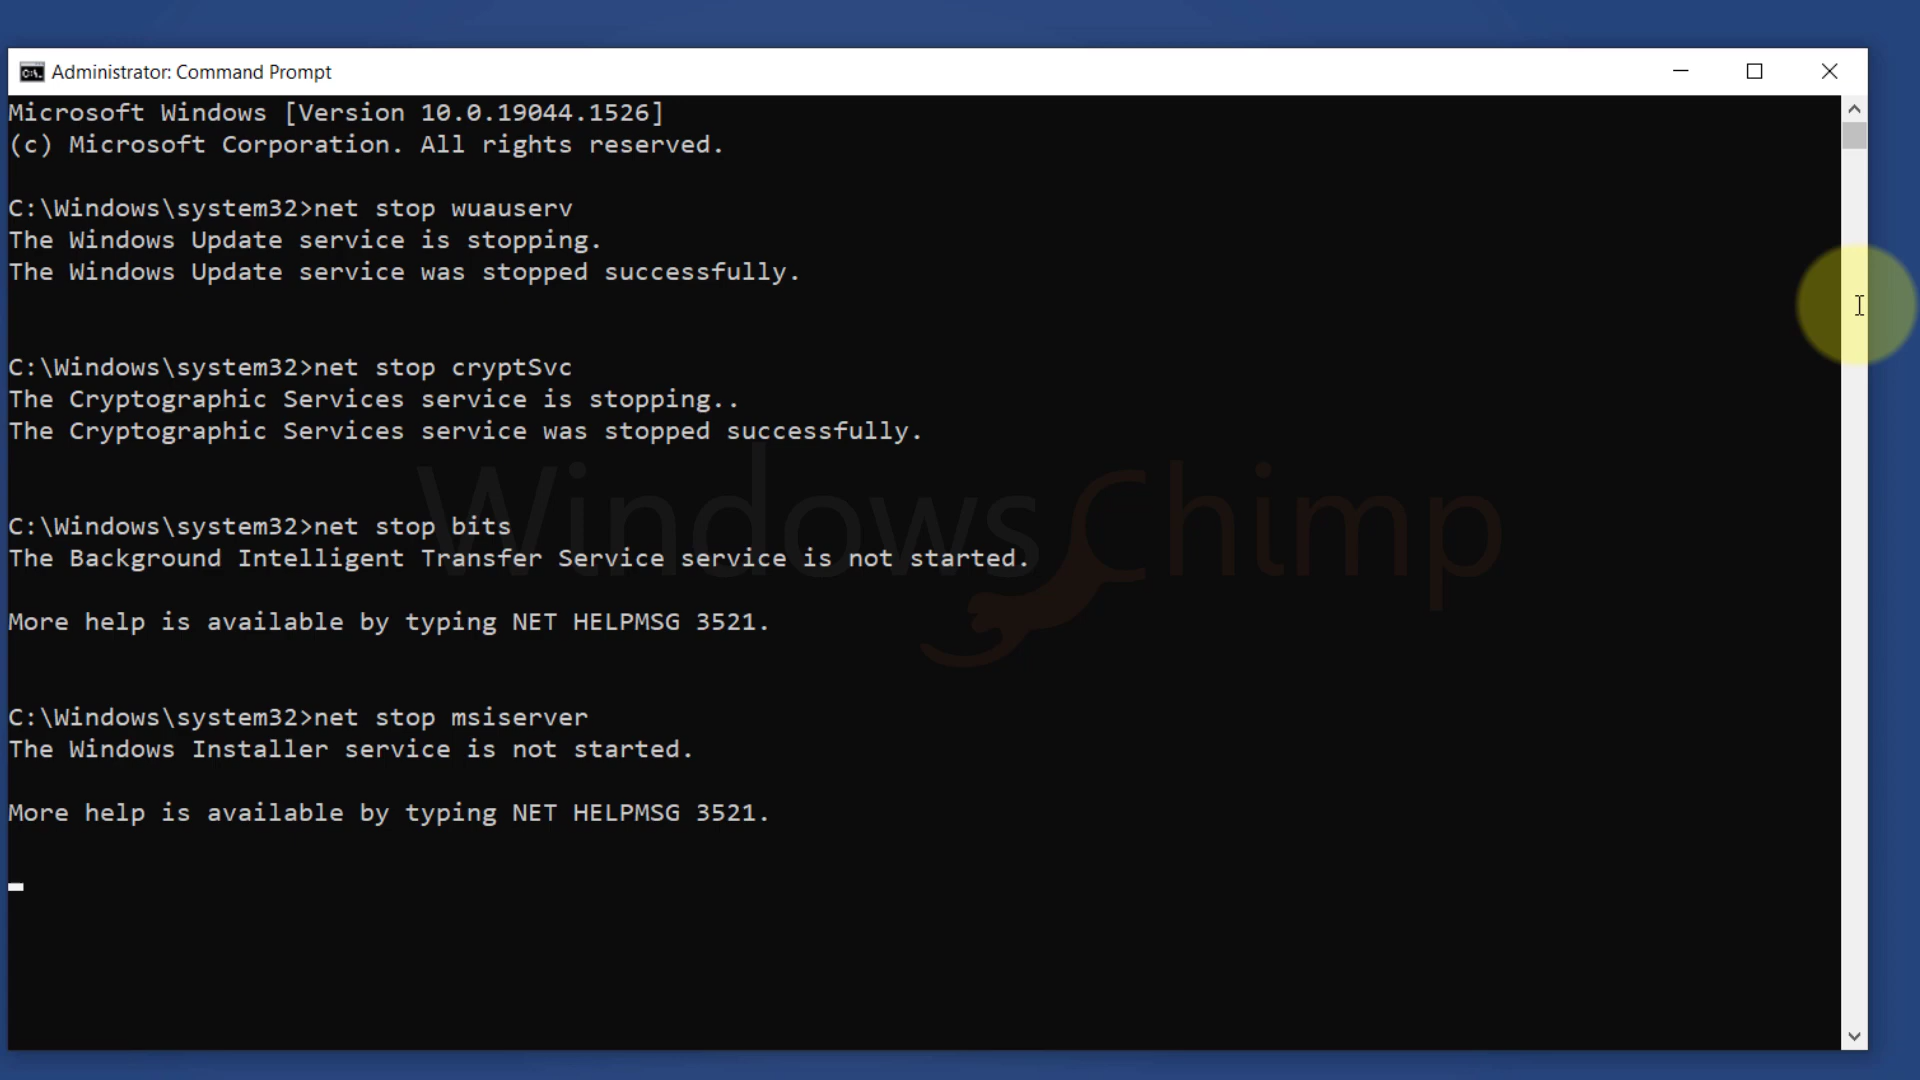 Administrator: Command Prompt
Microsoft Windows [Version 10.0.19044.1526]
(c) Microsoft Corporation. All rights reserved.
C:\Windows\system32>net stop wuauserv
The Windows Update service is stopping.
The Windows Update service was stopped successfully.
C:\Windows\system32>net stop cryptSvc
The Cryptographic Services service is stopping..
The Cryptographic Services service was stopped successfully.
Windows Chimp
C:\Windows\system32>net stop bits
The Background Intelligent Transfer Service service is not started.
More help is available by typing NET HELPMSG 3521.
C:\Windows\system32>net stop msiserver
The Windows Installer service is not started.
More help is available by typing NET HELPMSG 3521.